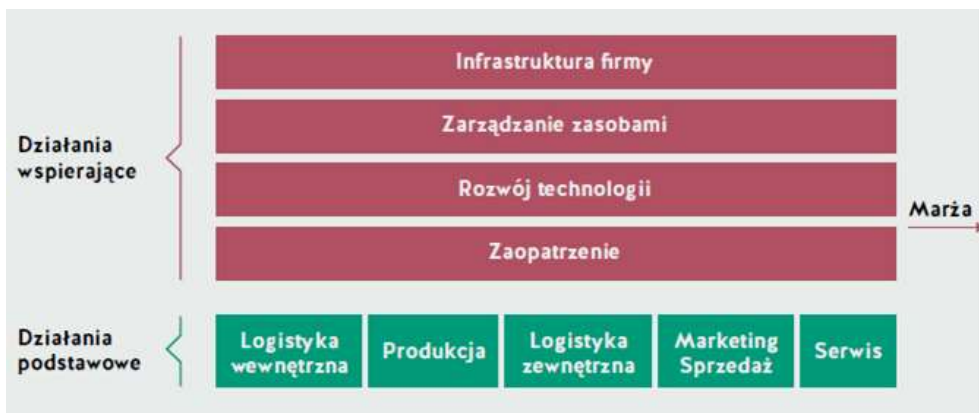 Infrastruktura firmy
Zarządzanie zasobami
Działania
wspierające
Rozwój technologii
Marża
Zaopatrzenie
Działania
podstawowe
Logistyka
wewnętrzna
Produkcja
Logistyka
zewnętrzna
Marketing
Sprzedaż
Serwis